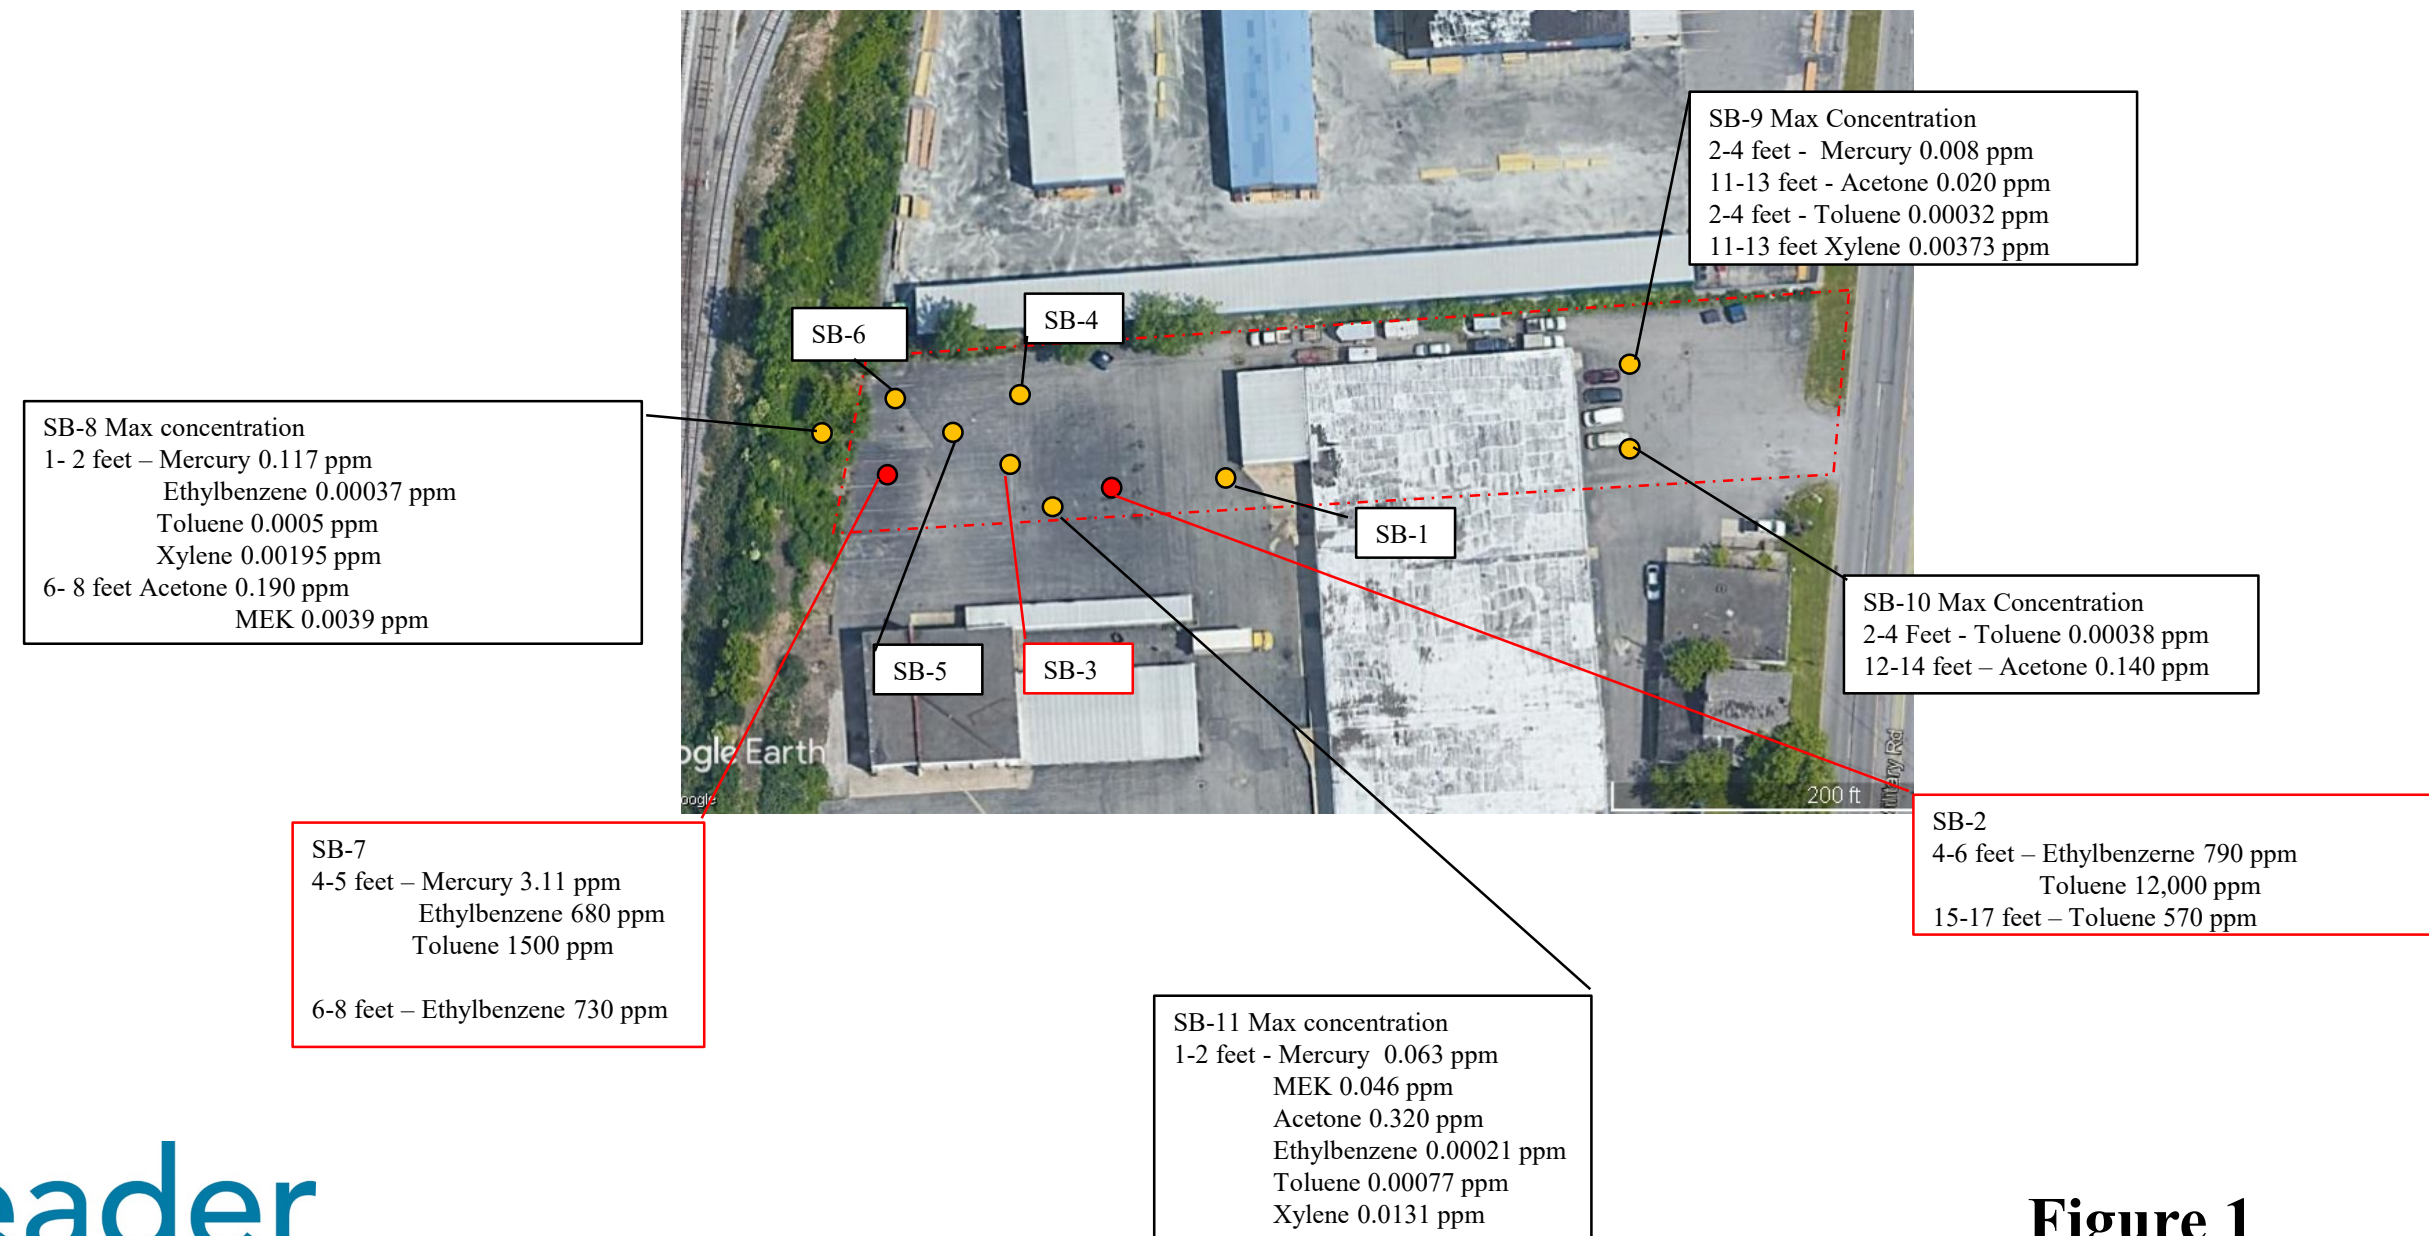 SB-9 Max Concentration
2-4 feet - Mercury 0.008 ppm
11-13 feet - Acetone 0.020 ppm
2-4 feet - Toluene 0.00032 ppm
11-13 feet Xylene 0.00373 ppm
SB-6
SB-4
SB-8 Max concentration
1- 2 feet – Mercury 0.117 ppm
Ethylbenzene 0.00037 ppm
Toluene 0.0005 ppm
Xylene 0.00195 ppm
6- 8 feet Acetone 0.190 ppm
MEK 0.0039 ppm
SB-1
SB-10 Max Concentration
2-4 Feet - Toluene 0.00038 ppm
12-14 feet – Acetone 0.140 ppm
SB-5
SB-3
ogle Earth
oogle
200 ft
Military Rd
SB-7
4-5 feet – Mercury 3.11 ppm
Ethylbenzene 680 ppm
Toluene 1500 ppm
6-8 feet – Ethylbenzene 730 ppm
SB-2
4-6 feet – Ethylbenzerne 790 ppm
Toluene 12,000 ppm
15-17 feet – Toluene 570 ppm
SB-11 Max concentration
1-2 feet - Mercury 0.063 ppm
MEK 0.046 ppm
Acetone 0.320 ppm
Ethylbenzene 0.00021 ppm
Toluene 0.00077 ppm
Xylene 0.0131 ppm
eader
Figure 1